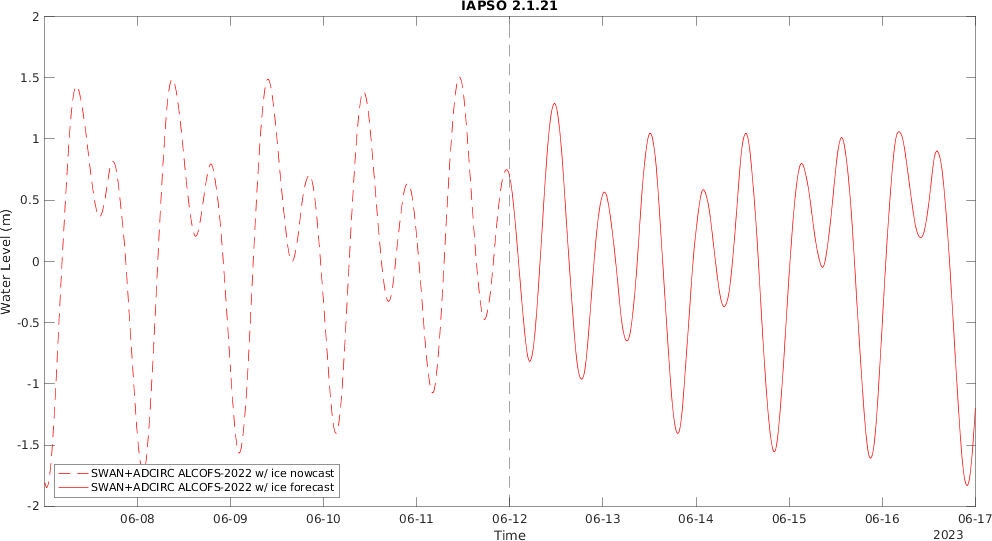 IAPSO 2.1.21
2
1.5
1
0.5
0
-0.5
-1
-1.5
-2
Water Level (m)
SWAN+ADCIRC ALCOFS-2022 w/ ice nowcast
SWAN+ADCIRC ALCOFS-2022 w/ ice forecast
06-08 06-09 06-10 06-11 06-12 06-13 06-14 06-15 06-16 06-17
Time
2023